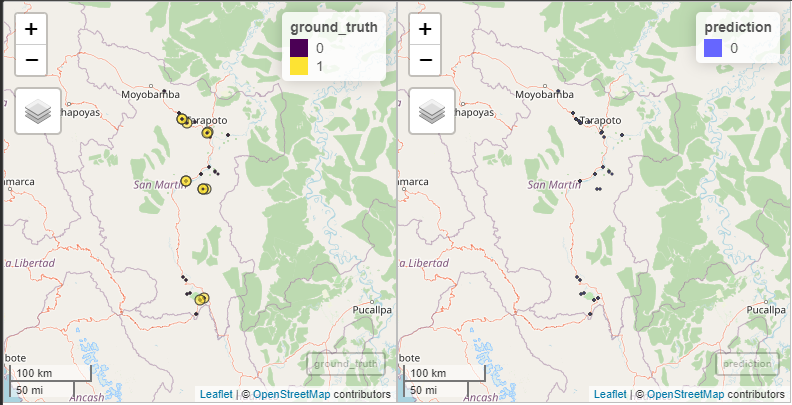 +
−
ground_truth
0
1
Moyobamba
hapoyas
Tarapoto
San Martín
amarca
a Libertad
Pucallpa
bote
100 km
50 mi
Ancash
ground_truth
Leaflet | © OpenStreetMap contributors
+
−
prediction
0
Moyobamba
hapoyas
Tarapoto
San Martín
amarca
a Libertad
Pucallpa
bote
100 km
50 mi
Ancash
prediction
Leaflet | © OpenStreetMap contributors